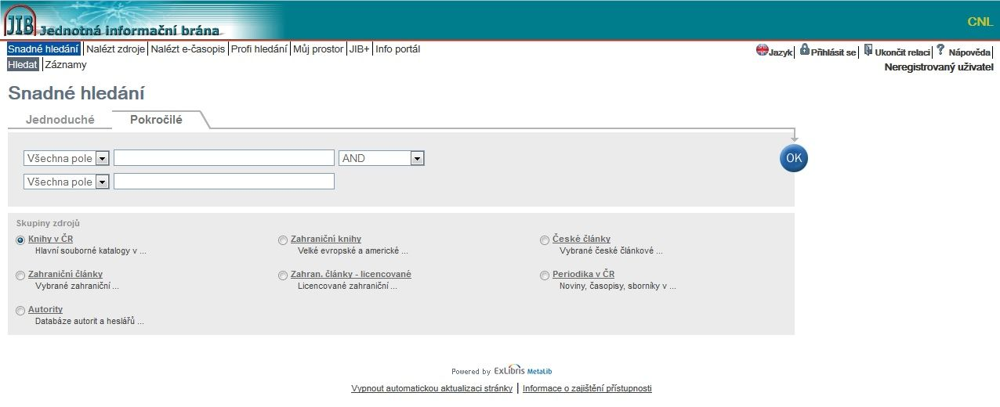 JIB Jednotná informační brána
CNL
Snadné hledání Nalézt zdroje Nalézt e-časopis Profi hledání Můj prostor JIB+ Info portál
Jazyk Přihlásit se Ukončit relaci ? Nápověda
Hledat Záznamy
Neregistrovaný uživatel
Snadné hledání
Jednoduché Pokročilé
Všechna pole AND
OK
Všechna pole
Skupiny zdrojů
Knihy v ČR Zahraniční knihy České články
Hlavní souborné katalogy v ... Velké evropské a americké ... Vybrané české článkové ...
Zahraniční články Zahran. články - licencované Periodika v ČR
Vybrané zahraniční ... Licencované zahraniční ... Noviny, časopisy, sborníky v ...
Autority
Databáze autorit a heslářů ...
Powered by ExLibris MetaLib
Vypnout automatickou aktualizaci stránky | Informace o zajištění přístupnosti